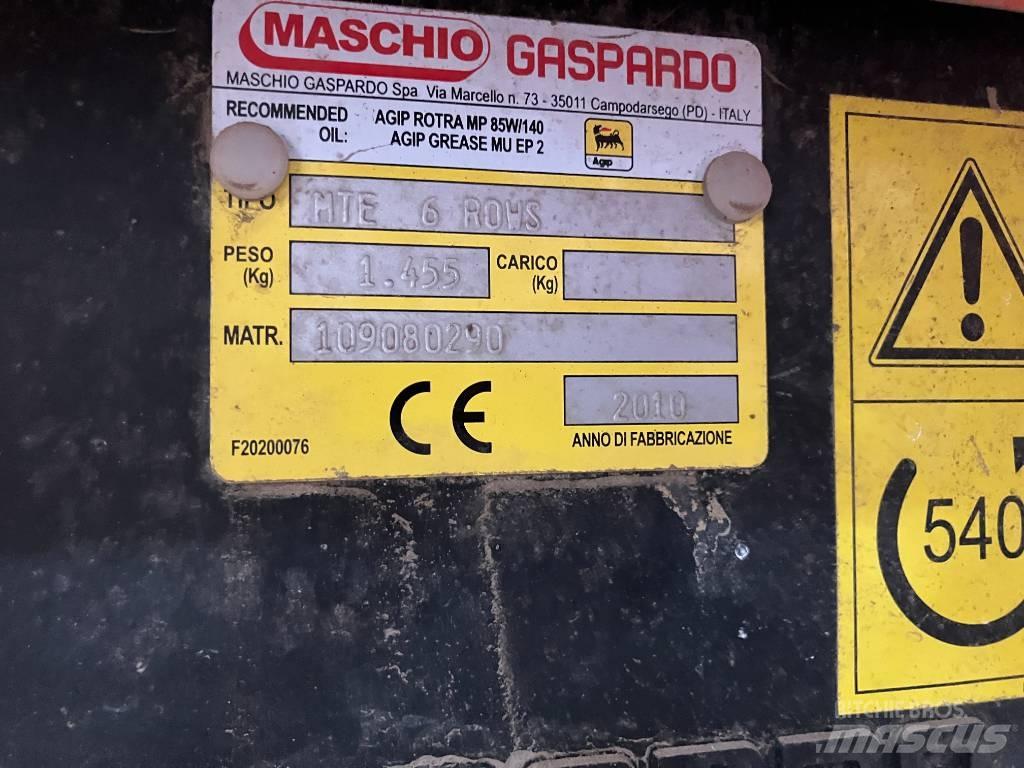 MASCHIO GASPARDO
MASCHIO GASPARDO Spa Via Marcello n. 73 - 35011 Campodarsego (PD) - ITALY
RECOMMENDED OIL: AGIP ROTRA MP 85W/140
AGIP GREASE MU EP 2
Agip
TIPO MTE 6 ROWS
PESO (Kg) 1.455 CARICO (Kg)
MATR. 109080290
CE 2010
F20200076 ANNO DI FABBRICAZIONE
540
RITCHIE BROS
MASCUS